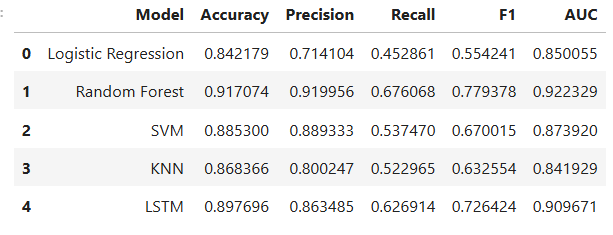 Model Accuracy Precision Recall F1 AUC
0 Logistic Regression 0.842179 0.714104 0.452861 0.554241 0.850055
1 Random Forest 0.917074 0.919956 0.676068 0.779378 0.922329
2 SVM 0.885300 0.889333 0.537470 0.670015 0.873920
3 KNN 0.868366 0.800247 0.522965 0.632554 0.841929
4 LSTM 0.897696 0.863485 0.626914 0.726424 0.909671